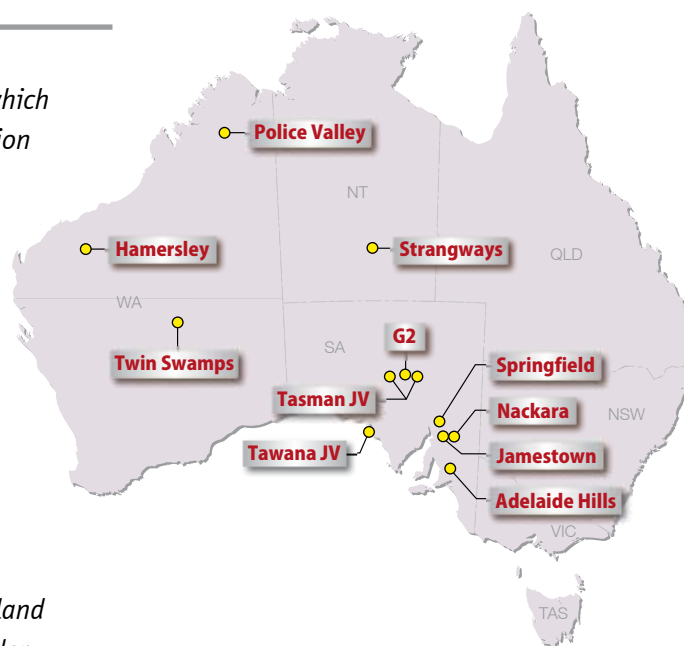 Police Valley
NT
Hamersley
Strangways
QLD
WA
Twin Swamps
SA
G2
Springfield
Tasman JV
Nackara
NSW
Tawana JV
Jamestown
Adelaide Hills
VIC
TAS